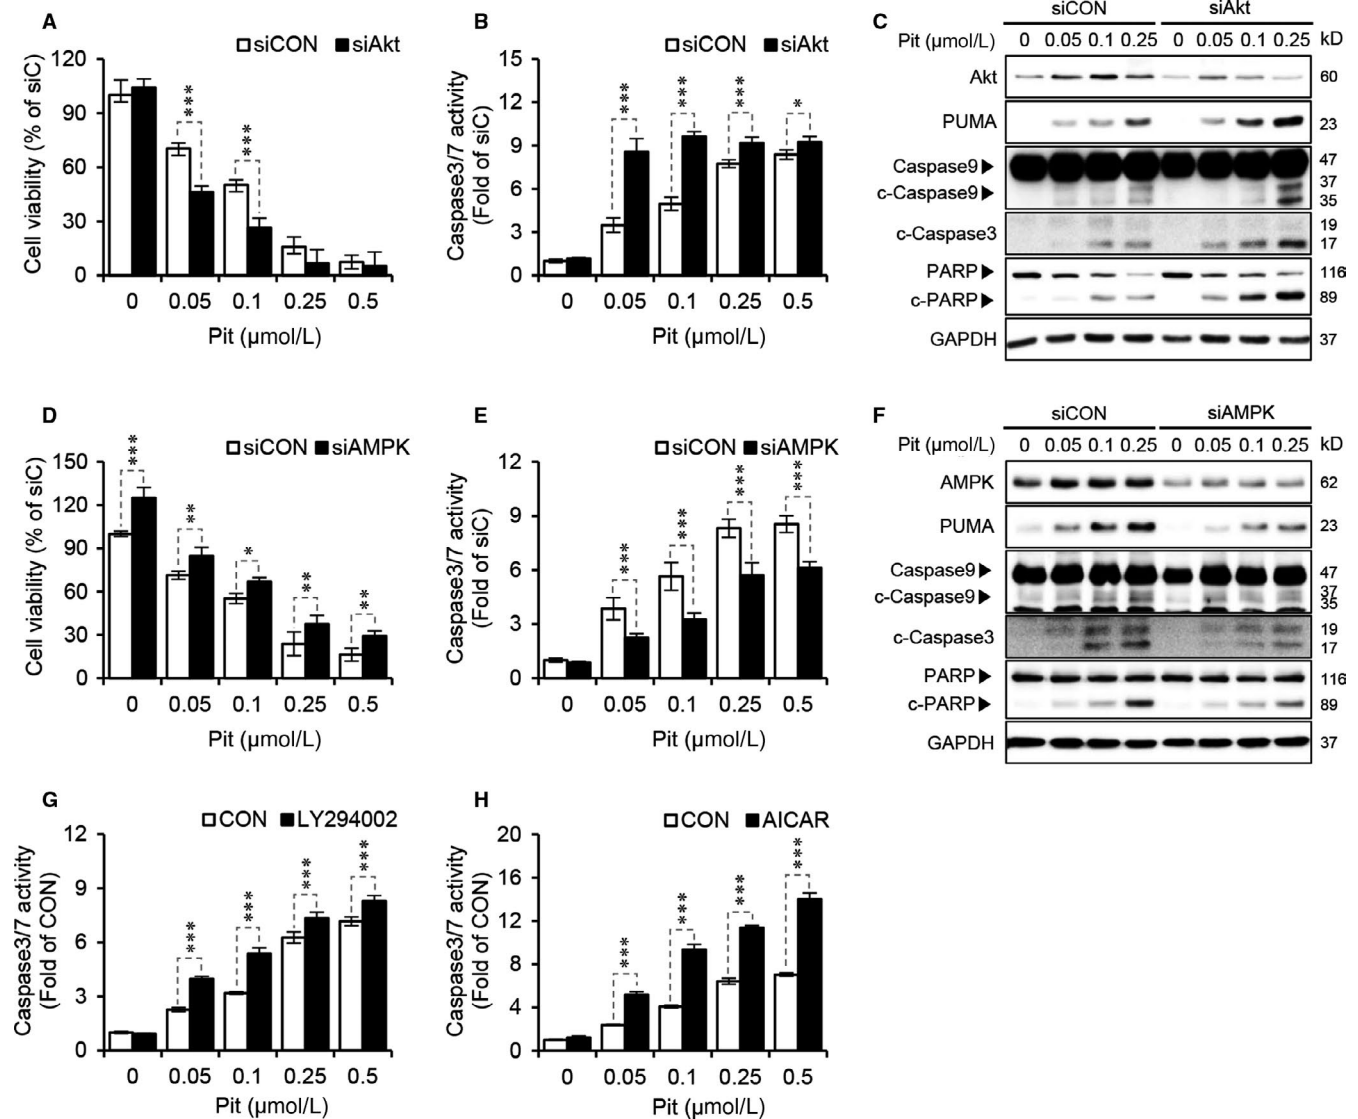 A
siCON siAkt
Cell viability (% of siC)
120
90
60
30
0
***
***
0 0.05 0.1 0.25 0.5
Pit (µmol/L)
B
siCON siAkt
Caspase3/7 activity
(Fold of siC)
15
12
9
6
3
0
***
***
***
*
0 0.05 0.1 0.25 0.5
Pit (µmol/L)
C
siCON siAkt
Pit (µmol/L) 0 0.05 0.1 0.25 0 0.05 0.1 0.25 kD
Akt 60
PUMA 23
Caspase9 47
37
c-Caspase9 35
19
c-Caspase3 17
PARP 116
c-PARP 89
GAPDH 37
D
siCON siAMPK
Cell viability (% of siC)
150
120
90
60
30
0
***
**
*
**
**
0 0.05 0.1 0.25 0.5
Pit (µmol/L)
E
siCON siAMPK
Caspase3/7 activity
(Fold of siC)
12
9
6
3
0
***
***
***
***
0 0.05 0.1 0.25 0.5
Pit (µmol/L)
F
siCON siAMPK
Pit (µmol/L) 0 0.05 0.1 0.25 0 0.05 0.1 0.25 kD
AMPK 62
PUMA 23
Caspase9 47
37
c-Caspase9 35
19
c-Caspase3 17
PARP 116
c-PARP 89
GAPDH 37
G
CON LY294002
Caspase3/7 activity
(Fold of CON)
12
9
6
3
0
***
***
***
***
0 0.05 0.1 0.25 0.5
Pit (µmol/L)
H
CON AICAR
Caspase3/7 activity
(Fold of CON)
20
16
12
8
4
0
***
***
***
***
0 0.05 0.1 0.25 0.5
Pit (µmol/L)